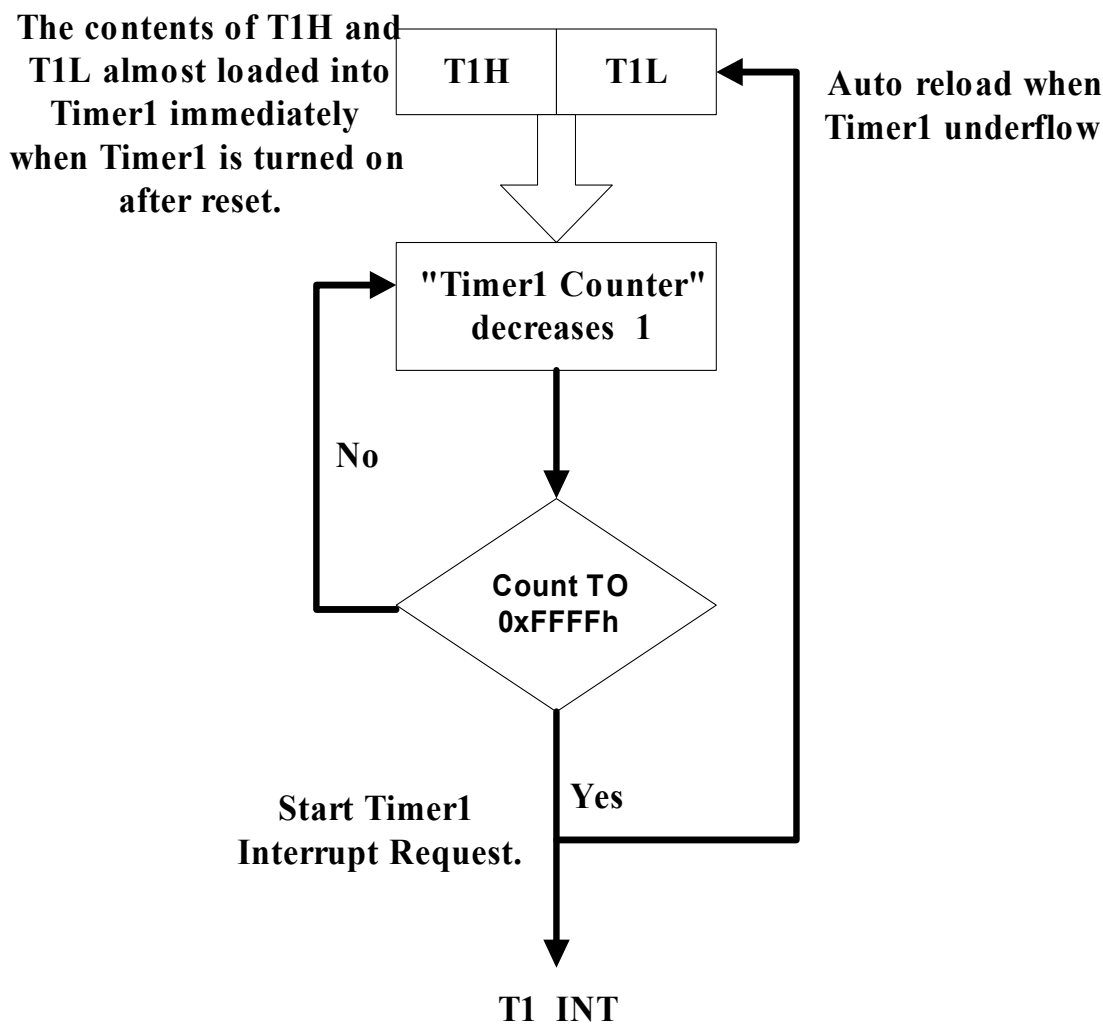 The contents of T1H and
T1L almost loaded into
Timer1 immediately
when Timer1 is turned on
after reset.
T1H
T1L
Auto reload when
Timer1 underflow
"Timer1 Counter"
decreases 1
No
Count TO
0xFFFFh
Yes
Start Timer1
Interrupt Request.
T1 INT